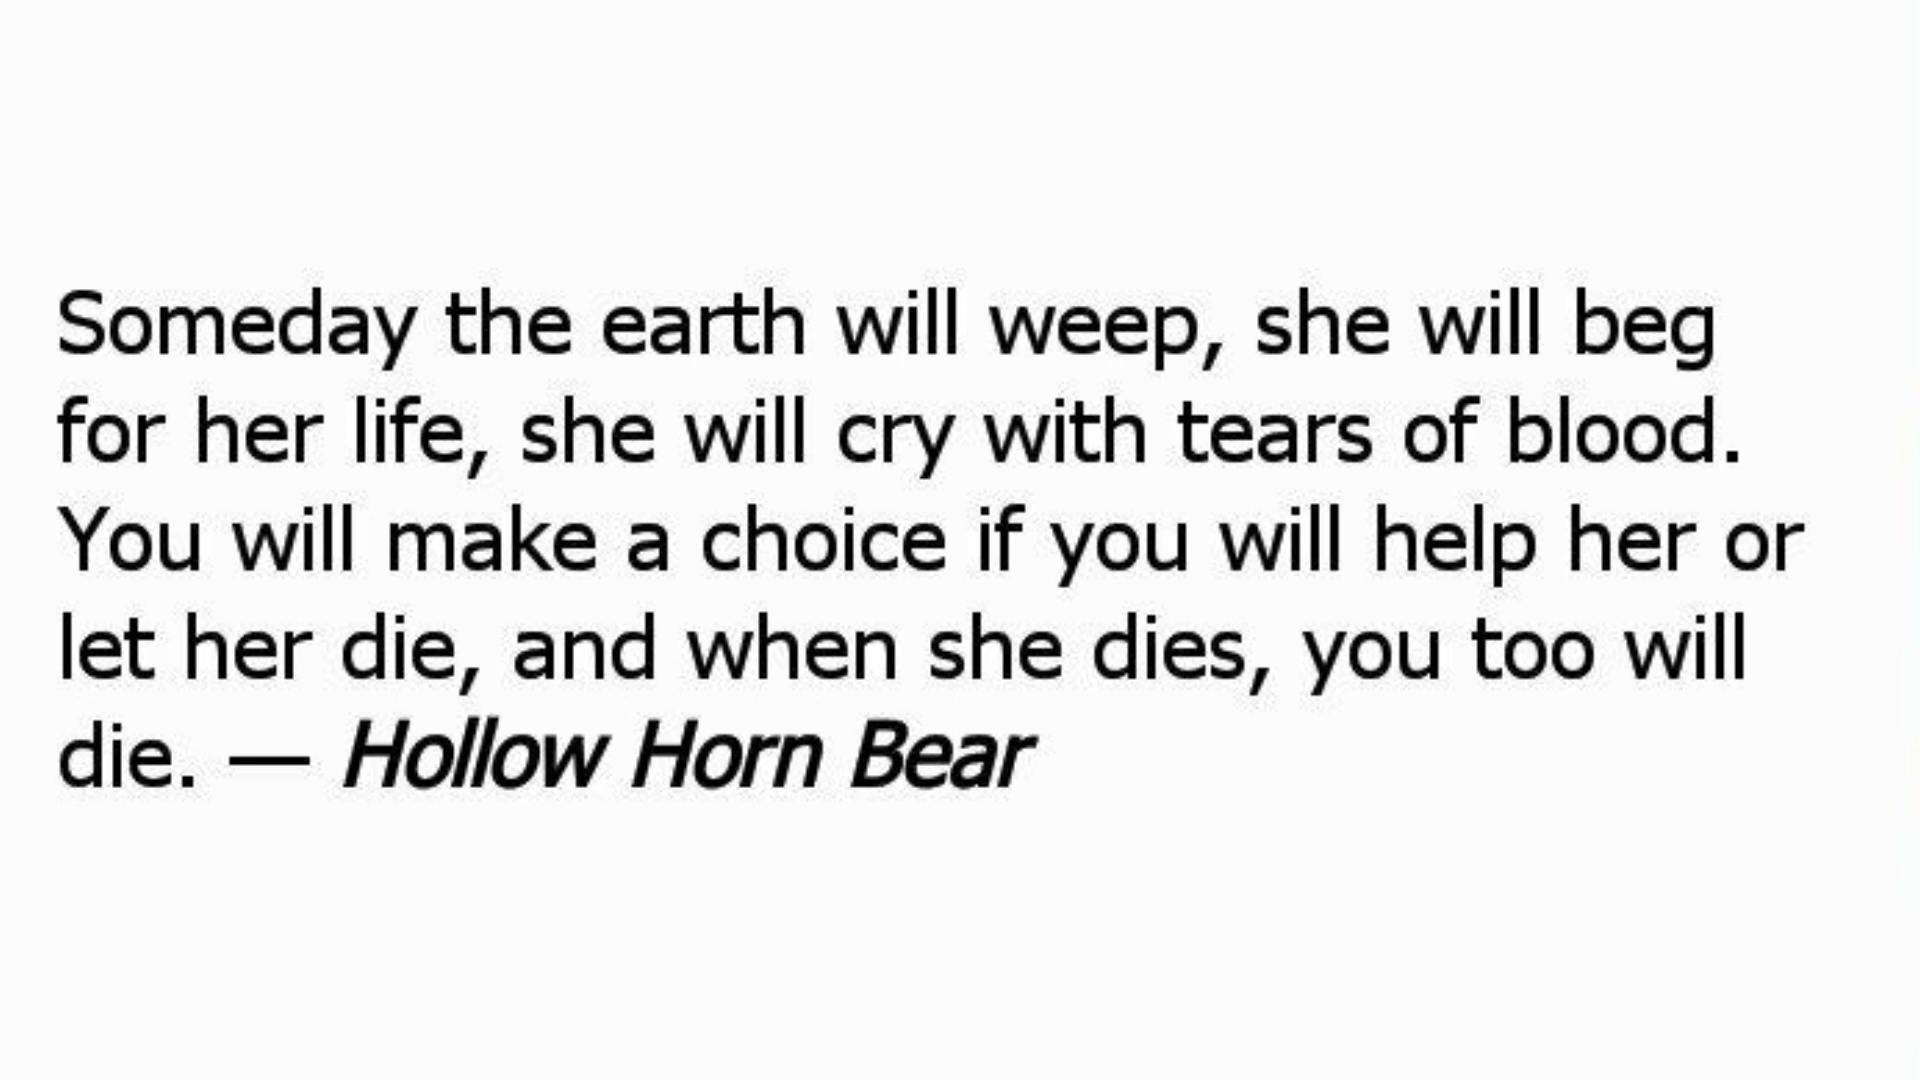 Someday the earth will weep, she will beg
for her life, she will cry with tears of blood.
You will make a choice if you will help her or
let her die, and when she dies, you too will
die. — Hollow Horn Bear